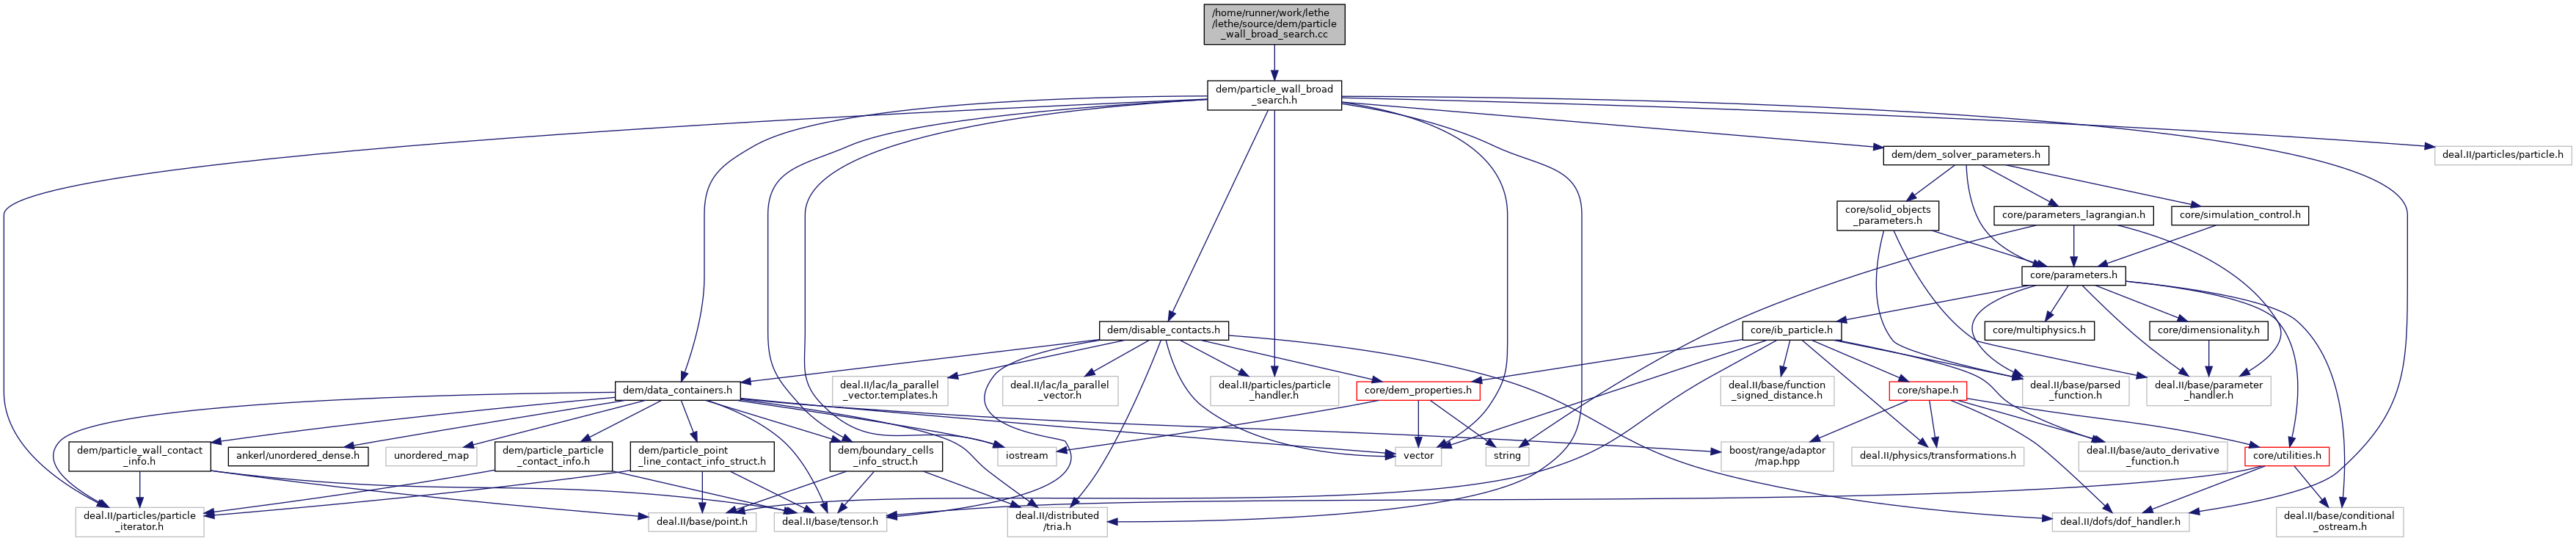 /home/runner/work/lethe
/lethe/source/dem/particle
_wall_broad_search.cc
dem/particle_wall_broad
_search.h
dem/dem_solver_parameters.h
deal.II/particles/particle.h
core/solid_objects
_parameters.h
core/parameters_lagrangian.h
core/simulation_control.h
core/parameters.h
dem/disable_contacts.h
core/ib_particle.h
core/multiphysics.h
core/dimensionality.h
dem/data_containers.h
deal.II/lac/la_parallel
_vector.templates.h
deal.II/lac/la_parallel
_vector.h
deal.II/particles/particle
_handler.h
core/dem_properties.h
deal.II/base/function
_signed_distance.h
core/shape.h
deal.II/base/parsed
_function.h
deal.II/base/parameter
_handler.h
dem/particle_wall_contact
_info.h
ankerl/unordered_dense.h
unordered_map
dem/particle_particle
_contact_info.h
dem/particle_point
_line_contact_info_struct.h
dem/boundary_cells
_info_struct.h
iostream
vector
string
boost/range/adaptor
/map.hpp
deal.II/physics/transformations.h
deal.II/base/auto_derivative
_function.h
core/utilities.h
deal.II/particles/particle
_iterator.h
deal.II/base/point.h
deal.II/base/tensor.h
deal.II/distributed
/tria.h
deal.II/dofs/dof_handler.h
deal.II/base/conditional
_ostream.h